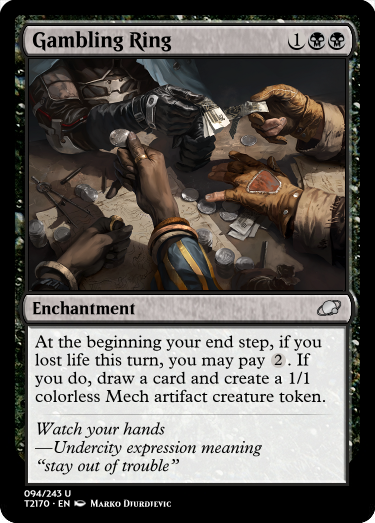 Gambling Ring 1
Enchantment
At the beginning your end step, if you
lost life this turn, you may pay 2. If
you do, draw a card and create a 1/1
colorless Mech artifact creature token.
Watch your hands
—Undercity expression meaning
“stay out of trouble”
094/243 U
T2170 • EN Marko Djurdjevic